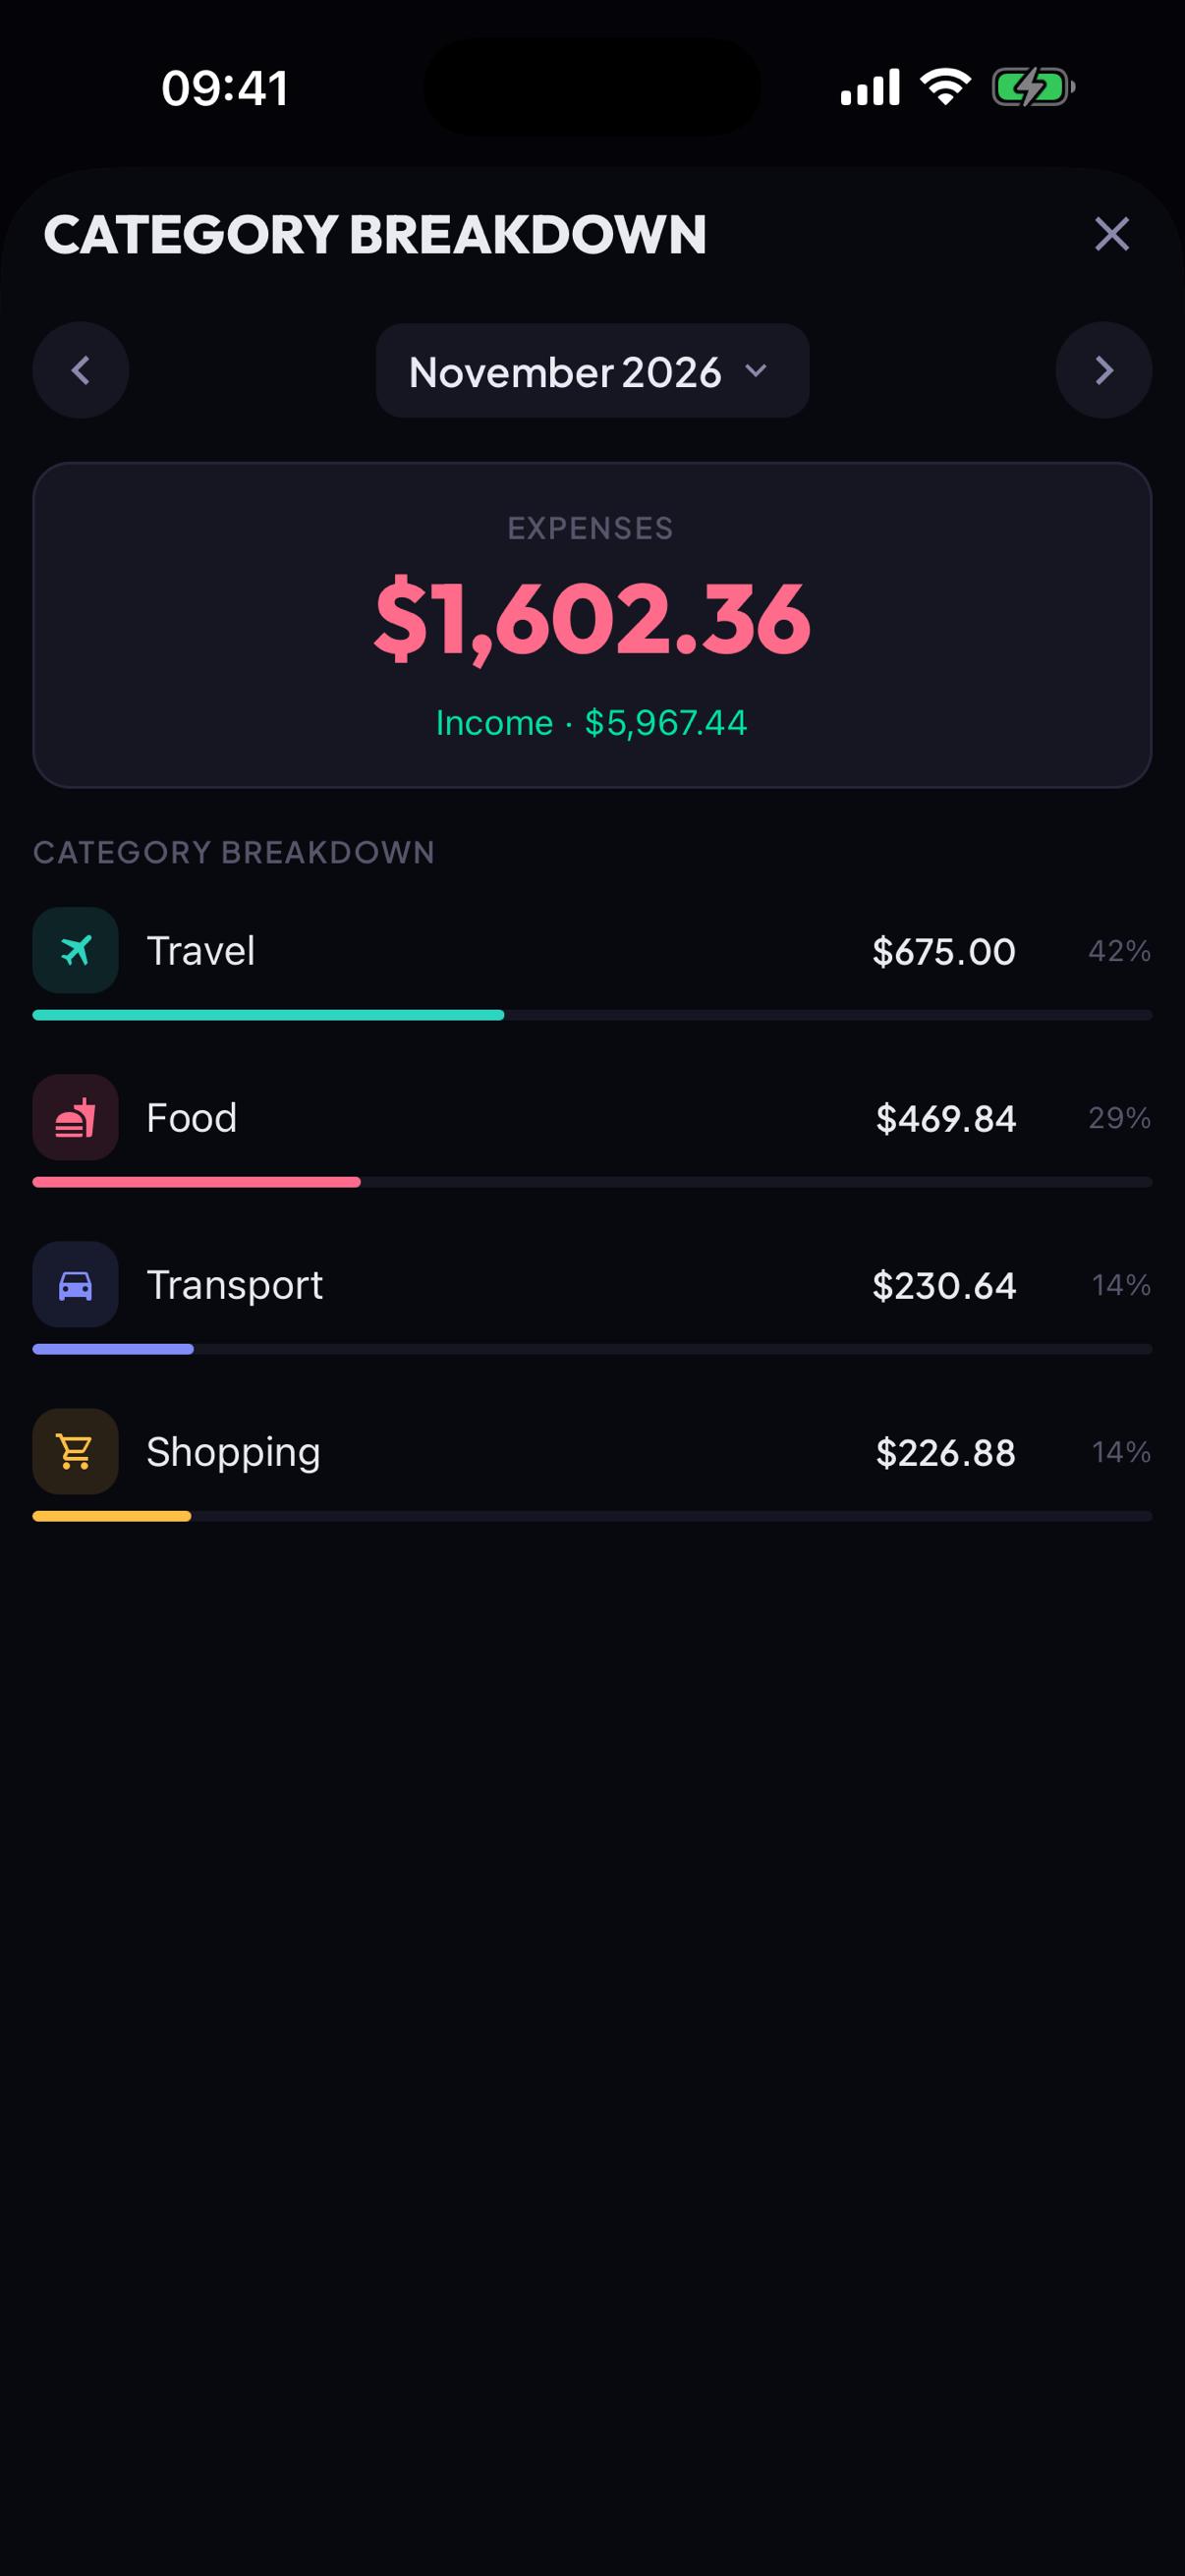 09:41
CATEGORY BREAKDOWN
November 2026
EXPENSES
$1,602.36
Income · $5,967.44
CATEGORY BREAKDOWN
Travel $675.00 42%
Food $469.84 29%
Transport $230.64 14%
Shopping $226.88 14%